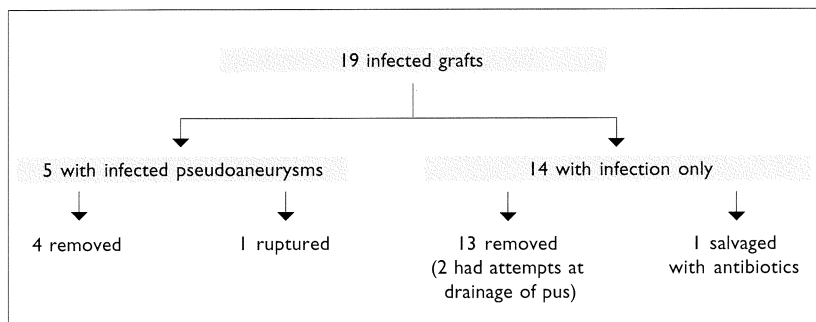 19 infected grafts
5 with infected pseudoaneurysms
14 with infection only
4 removed
1 ruptured
13 removed
(2 had attempts at
drainage of pus)
1 salvaged
with antibiotics